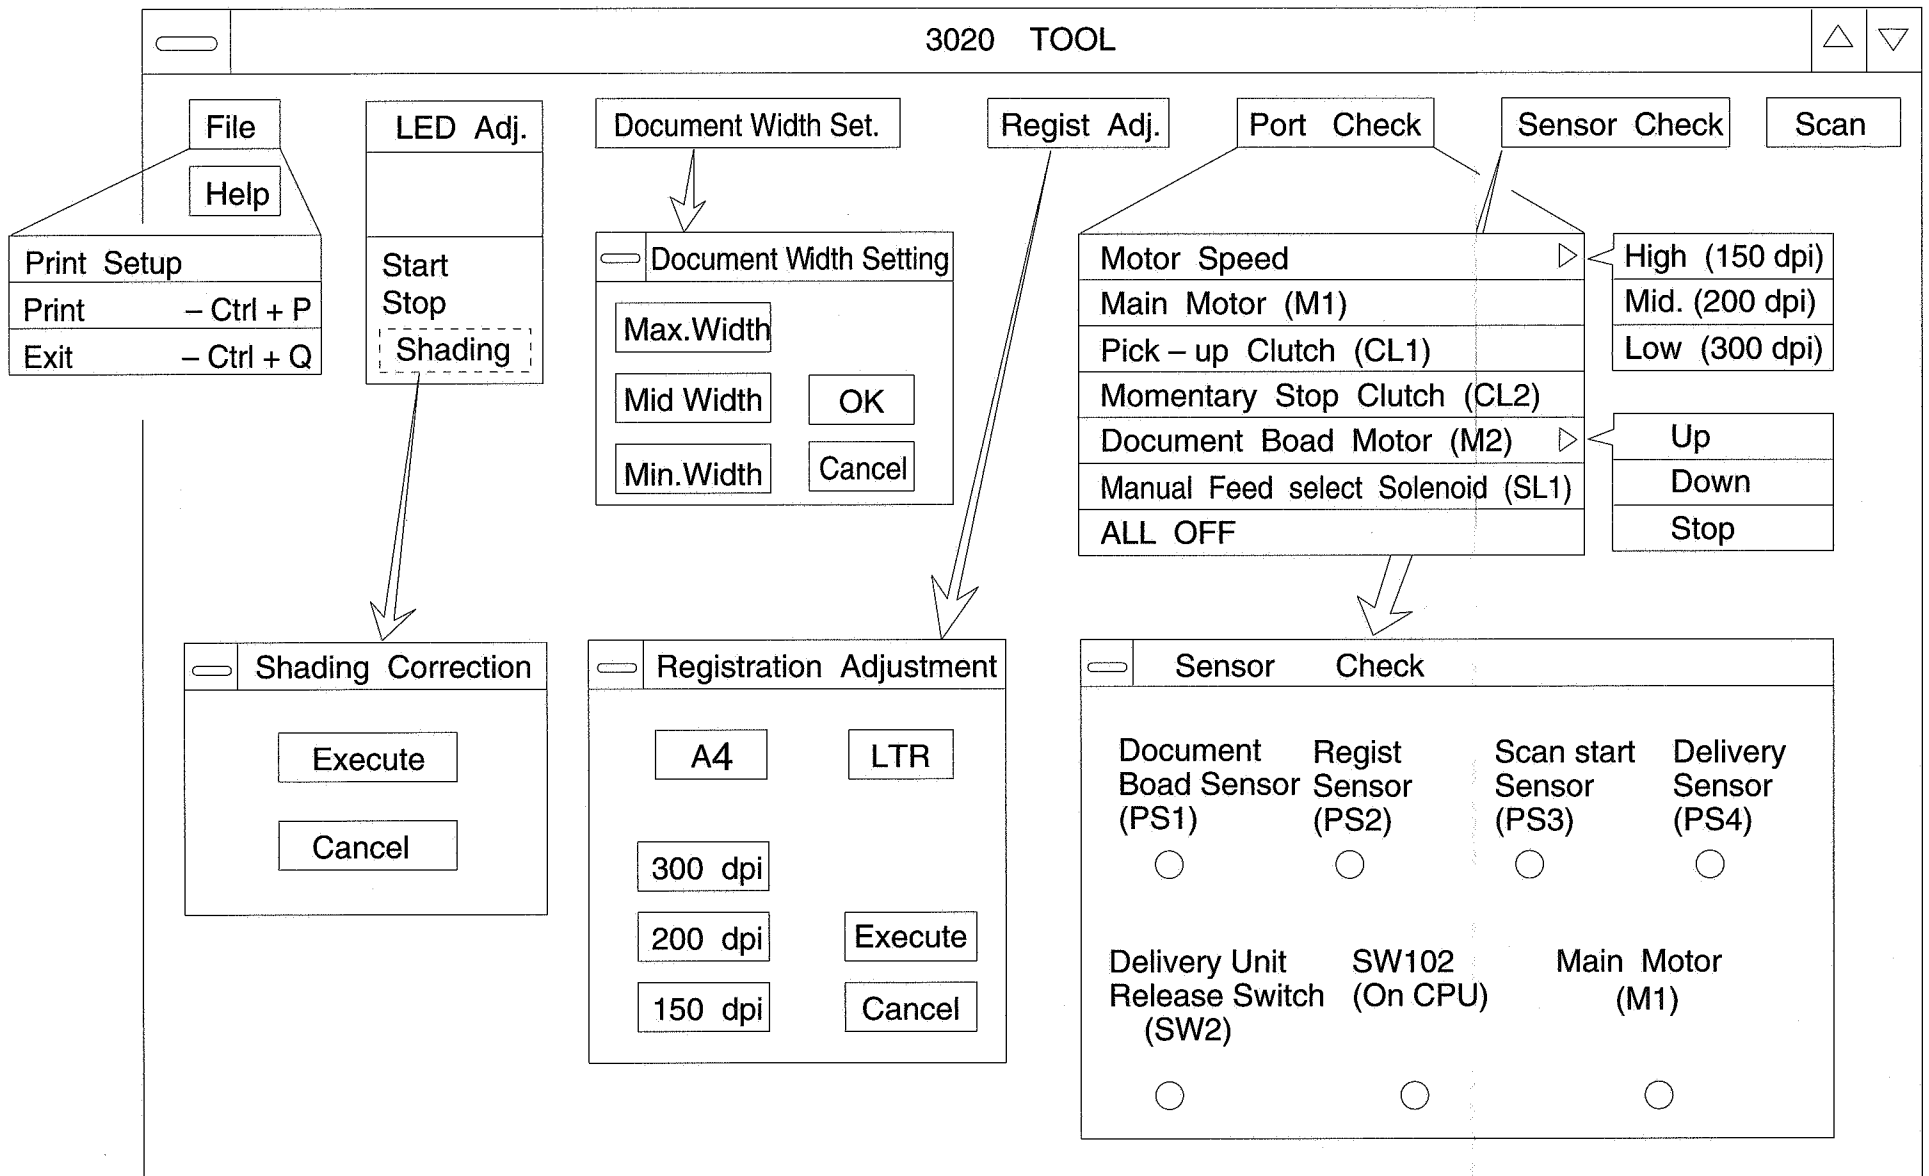 3020 TOOL
File
LED Adj.
Document Width Set.
Regist Adj.
Port Check
Sensor Check
Scan
Help
Print Setup
Print – Ctrl + P
Exit – Ctrl + Q
Start
Stop
Shading
Document Width Setting
Max.Width
Mid Width
OK
Min.Width
Cancel
Motor Speed
Main Motor (M1)
Pick – up Clutch (CL1)
Momentary Stop Clutch (CL2)
Document Boad Motor (M2)
Manual Feed select Solenoid (SL1)
ALL OFF
High (150 dpi)
Mid. (200 dpi)
Low (300 dpi)
Up
Down
Stop
Shading Correction
Execute
Cancel
Registration Adjustment
A4
LTR
300 dpi
200 dpi
Execute
150 dpi
Cancel
Sensor Check
Document
Boad Sensor
(PS1)
Regist
Sensor
(PS2)
Scan start
Sensor
(PS3)
Delivery
Sensor
(PS4)
Delivery Unit
Release Switch
(SW2)
SW102
(On CPU)
Main Motor
(M1)